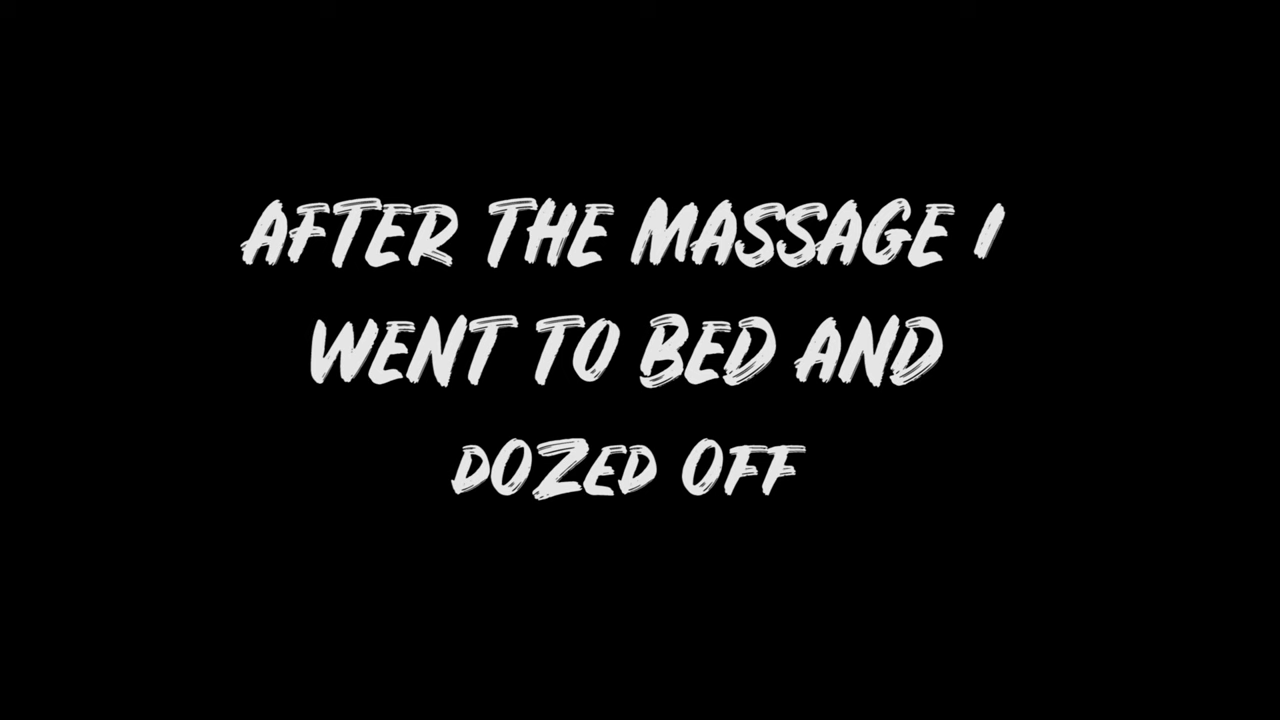 AFTER THE MASSAGE I
WENT TO BED AND
DOZED OFF